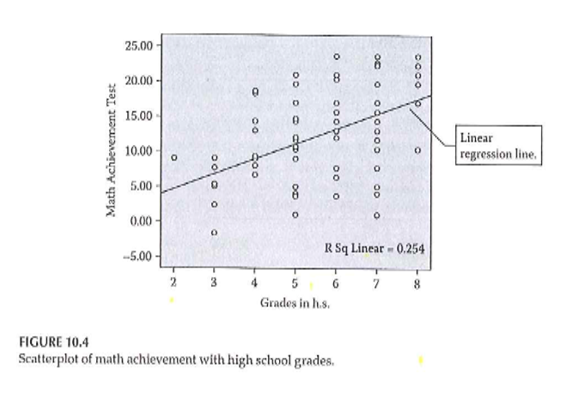 25.00
20.00
15.00
10.00
5.00
0.00
−5.00
Math Achievement Test
Linear
regression line.
R Sq Linear = 0.254
2 3 4 5 6 7 8
Grades in h.s.
FIGURE 10.4
Scatterplot of math achievement with high school grades.